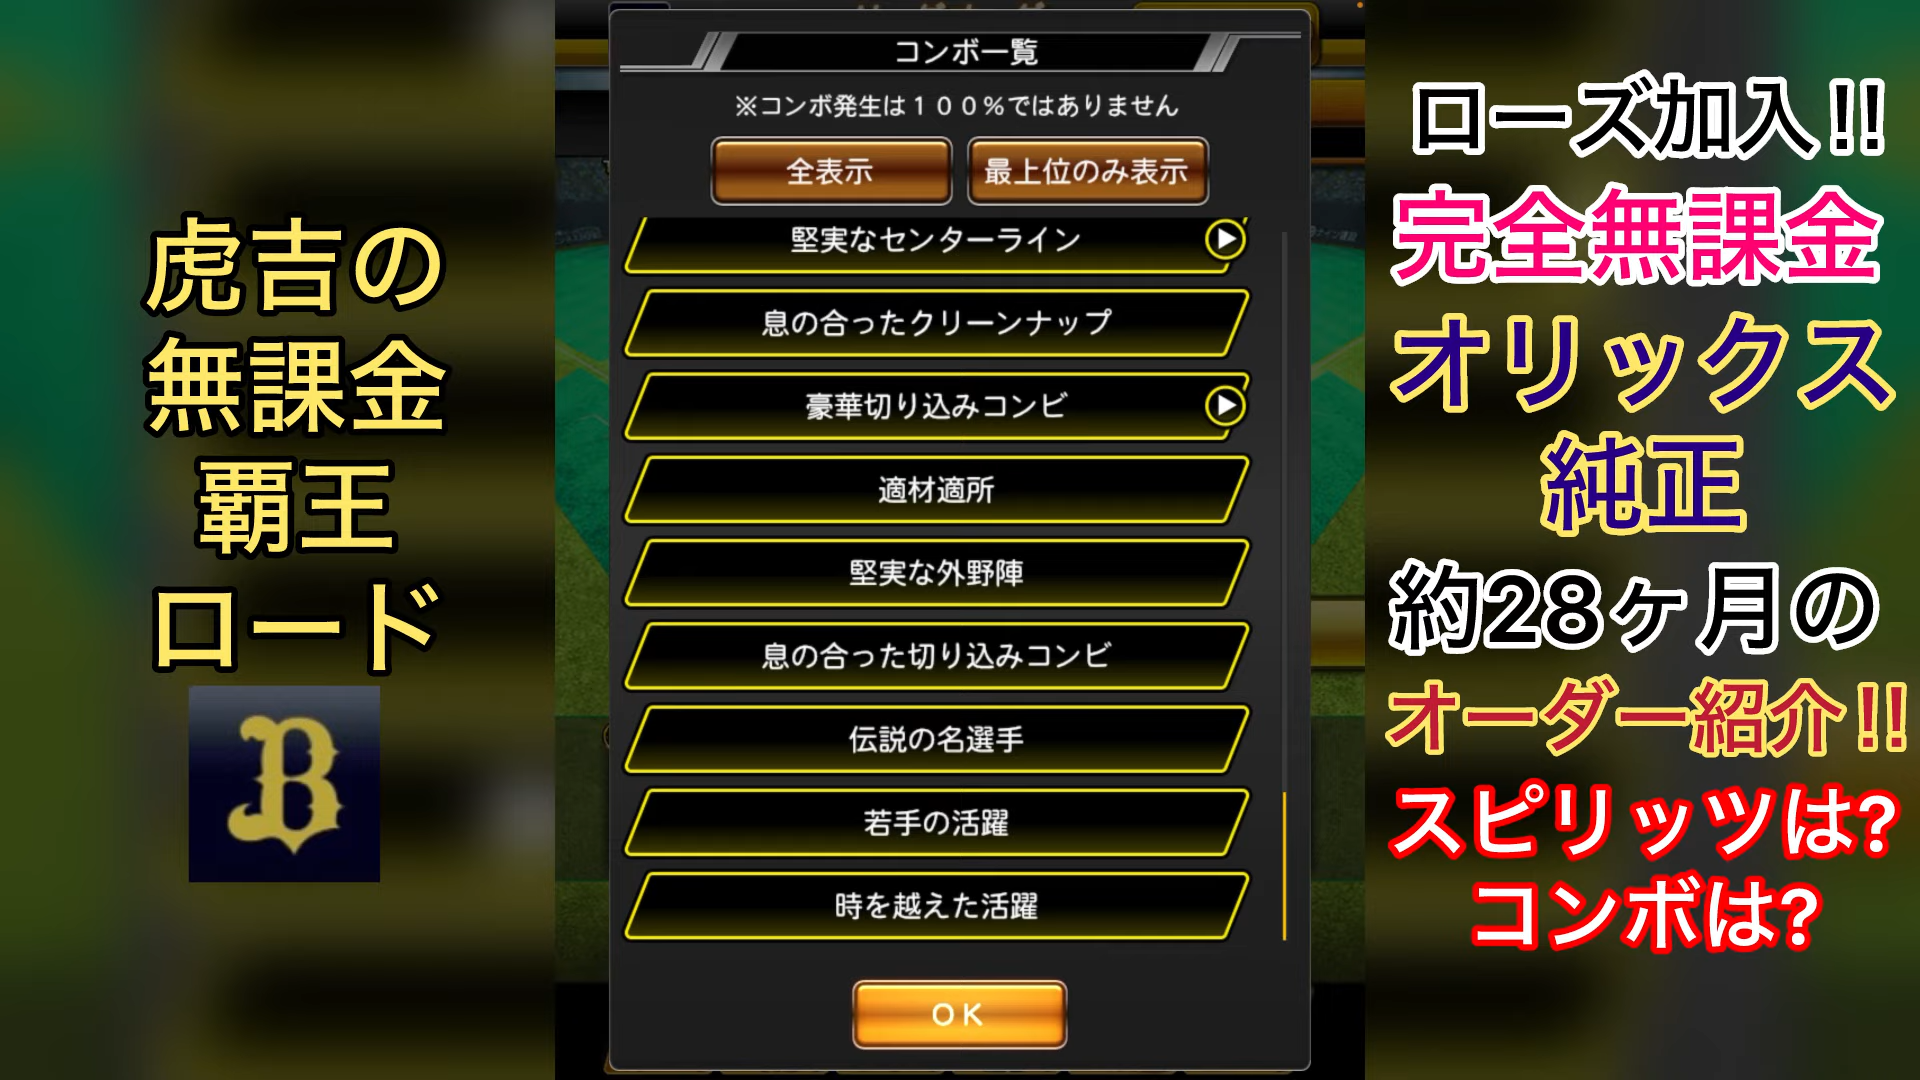 虎吉の
無課金
覇王
ロード
B
コンボ一覧
※コンボ発生は１００％ではありません
全表示
最上位のみ表示
堅実なセンターライン
息の合ったクリーンナップ
豪華切り込みコンビ
適材適所
堅実な外野陣
息の合った切り込みコンビ
伝説の名選手
若手の活躍
時を越えた活躍
ＯＫ
ローズ加入!!
完全無課金
オリックス
純正
約28ヶ月の
オーダー紹介!!
スピリッツは?
コンボは?